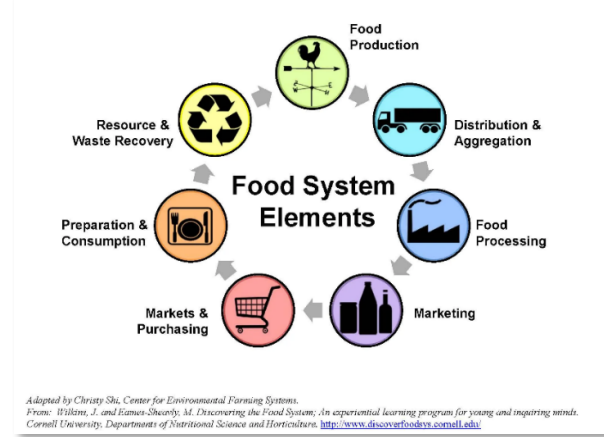 Food
Production
Distribution &
Aggregation
Food
Processing
Marketing
Markets &
Purchasing
Preparation &
Consumption
Resource &
Waste Recovery
Food System
Elements
Adapted by Christy Shi, Center for Environmental Farming Systems.
From: Wilkins, J. and Eames-Sheavly, M. Discovering the Food System; An experiential learning program for young and inquiring minds.
Cornell University, Departments of Nutritional Science and Horticulture. http://www.discoverfoodsys.cornell.edu/